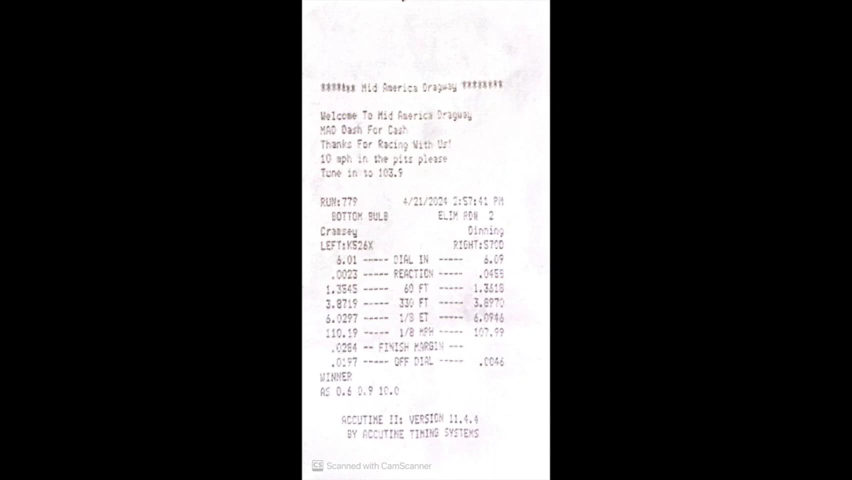 ******* Mid America Dragway ********
Welcome To Mid America Dragway
MAD Dash For Cash
Thanks For Racing With Us!
10 mph in the pits please
Tune in to 103.9
RUN:779 4/21/2024 2:57:41 PM
BOTTOM BULB ELIM RDN 2
Cramsey Dinning
LEFT:K526X RIGHT:S70D
6.01 ----- DIAL IN ----- 6.09
.0023 ----- REACTION ----- .0458
1.3545 ----- 60 FT ----- 1.3618
3.8719 ----- 330 FT ----- 3.8970
6.0297 ----- 1/8 ET ----- 6.0946
110.19 ----- 1/8 MPH ----- 107.99
.0284 -- FINISH MARGIN ---
.0197 ----- OFF DIAL ----- .0046
WINNER
AS 0.6 0.9 10.0
ACCUTIME II: VERSION 11.4.4
BY ACCUTIME TIMING SYSTEMS
CS Scanned with CamScanner